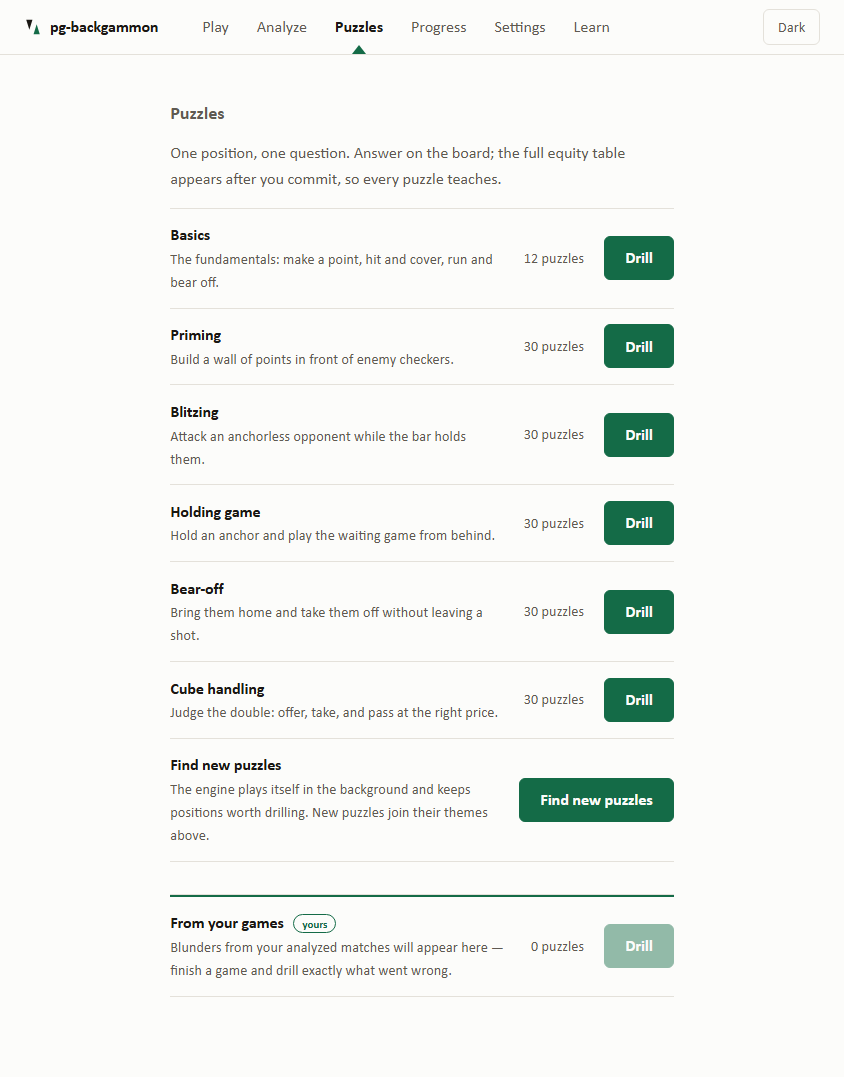 pg-backgammon Play Analyze Puzzles Progress Settings Learn Dark
Puzzles
One position, one question. Answer on the board; the full equity table
appears after you commit, so every puzzle teaches.
Basics
The fundamentals: make a point, hit and cover, run and
bear off.
12 puzzles Drill
Priming
Build a wall of points in front of enemy checkers.
30 puzzles Drill
Blitzing
Attack an anchorless opponent while the bar holds
them.
30 puzzles Drill
Holding game
Hold an anchor and play the waiting game from behind.
30 puzzles Drill
Bear-off
Bring them home and take them off without leaving a
shot.
30 puzzles Drill
Cube handling
Judge the double: offer, take, and pass at the right price.
30 puzzles Drill
Find new puzzles
The engine plays itself in the background and keeps
positions worth drilling. New puzzles join their themes
above.
Find new puzzles
From your games yours
Blunders from your analyzed matches will appear here —
finish a game and drill exactly what went wrong.
0 puzzles Drill